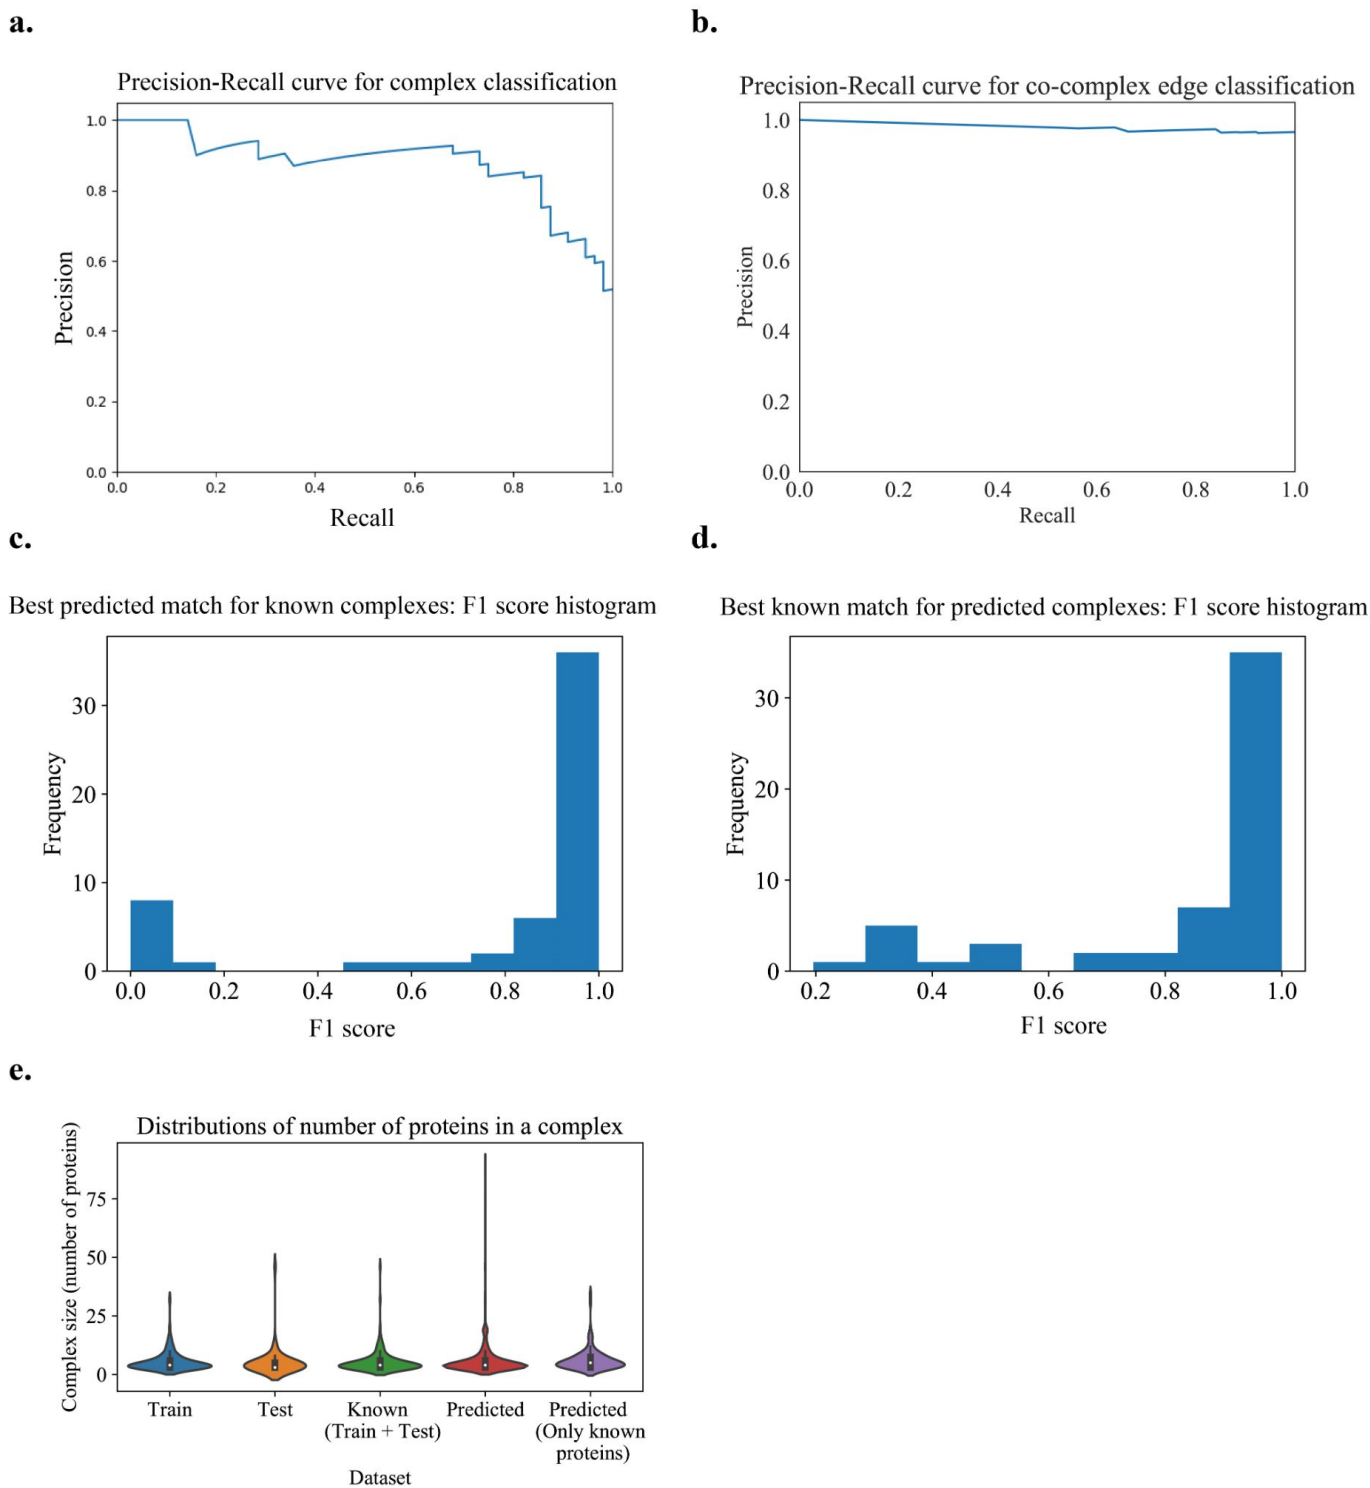 a.
Precision-Recall curve for complex classification
1.0
0.8
0.6
0.4
0.2
0.0
Precision
0.0 0.2 0.4 0.6 0.8 1.0
Recall
b.
Precision-Recall curve for co-complex edge classification
1.0
0.8
0.6
0.4
0.2
0.0
Precision
0.0 0.2 0.4 0.6 0.8 1.0
Recall
c.
Best predicted match for known complexes: F1 score histogram
30
20
10
0
Frequency
0.0 0.2 0.4 0.6 0.8 1.0
F1 score
d.
Best known match for predicted complexes: F1 score histogram
30
20
10
0
Frequency
0.2 0.4 0.6 0.8 1.0
F1 score
e.
Distributions of number of proteins in a complex
75
50
25
0
Complex size (number of proteins)
Train Test Known Predicted Predicted
(Train + Test) (Only known
proteins)
Dataset